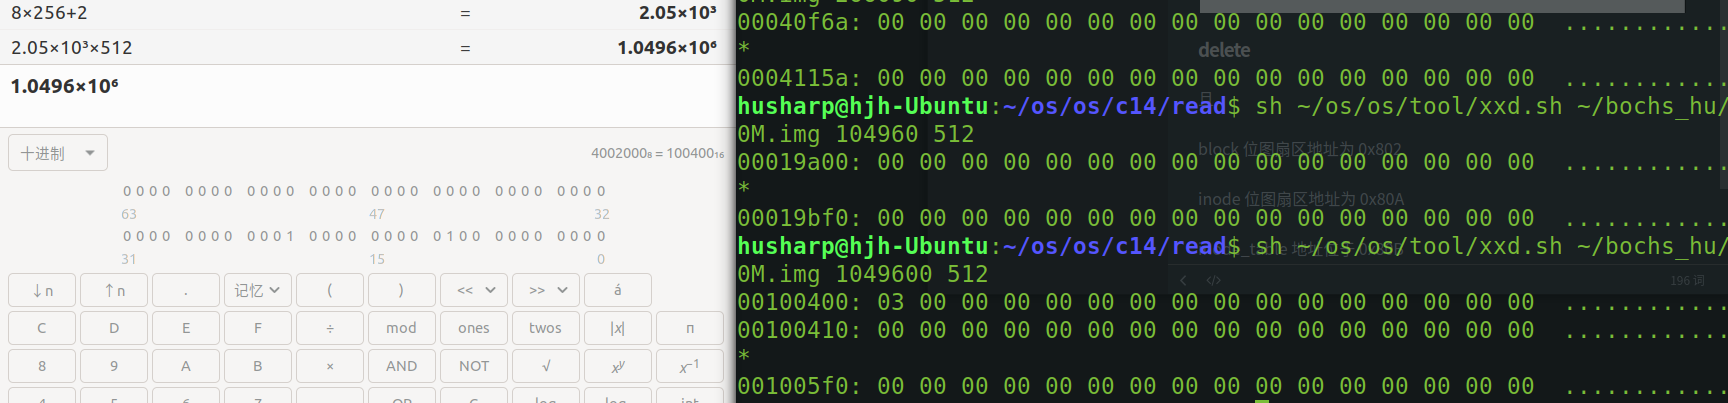 8×256+2 = 2.05×10³
2.05×10³×512 = 1.0496×10⁶
1.0496×10⁶
十进制
4002000₈ = 100400₁₆
0000 0000 0000 0000 0000 0000 0000 0000
63 47 32
0000 0000 0001 0000 0000 0100 0000 0000
31 15 0
↓n ↑n . 记忆 ( ) << >> á
C D E F ÷ mod ones twos |x| π
8 9 A B × AND NOT √ xʸ x⁻¹
00040f6a: 00 00 00 00 00 00 00 00 00 00 00 00 00 00 00 00 ............
*
delete
0004115a: 00 00 00 00 00 00 00 00 00 00 00 00 00 00 00 00 ............
husharp@hjh-Ubuntu:~/os/os/c14/read$ sh ~/os/os/tool/xxd.sh ~/bochs_hu/
0M.img 104960 512
block 位图扇区地址为 0x802
00019a00: 00 00 00 00 00 00 00 00 00 00 00 00 00 00 00 00 ............
*
inode 位图扇区地址为 0x80A
00019bf0: 00 00 00 00 00 00 00 00 00 00 00 00 00 00 00 00 ............
husharp@hjh-Ubuntu:~/os/os/c14/read$ sh ~/os/os/tool/xxd.sh ~/bochs_hu/
0M.img 1049600 512
196 词
00100400: 03 00 00 00 00 00 00 00 00 00 00 00 00 00 00 00 ............
00100410: 00 00 00 00 00 00 00 00 00 00 00 00 00 00 00 00 ............
*
001005f0: 00 00 00 00 00 00 00 00 00 00 00 00 00 00 00 00 ............